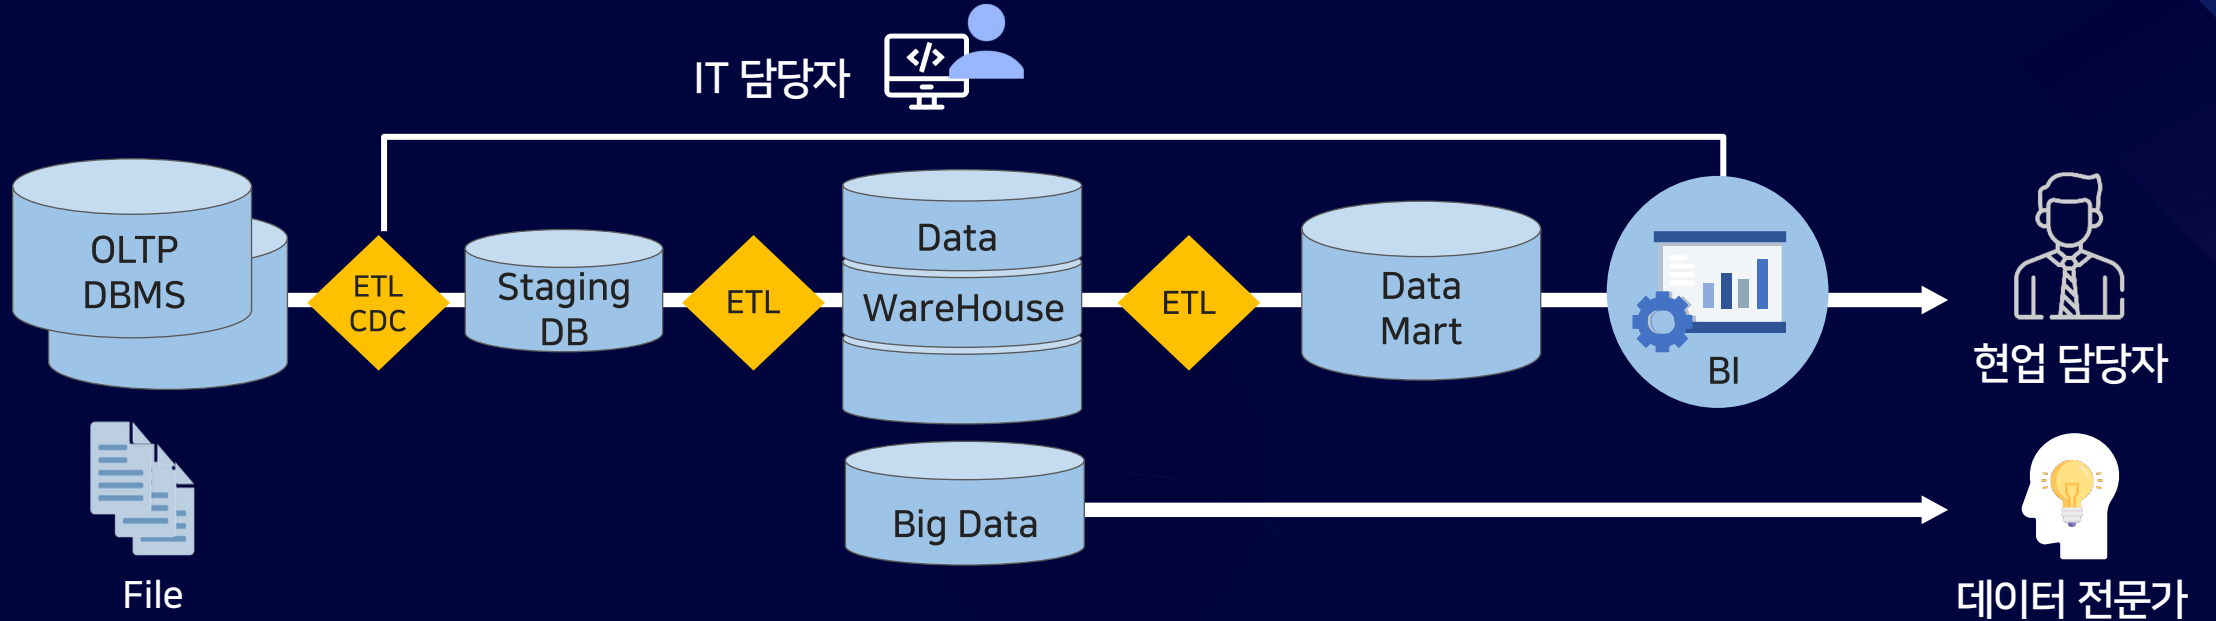 IT 담당자
</>
OLTP
DBMS
ETL
CDC
Staging
DB
ETL
Data
WareHouse
ETL
Data
Mart
BI
현업 담당자
Big Data
File
데이터 전문가